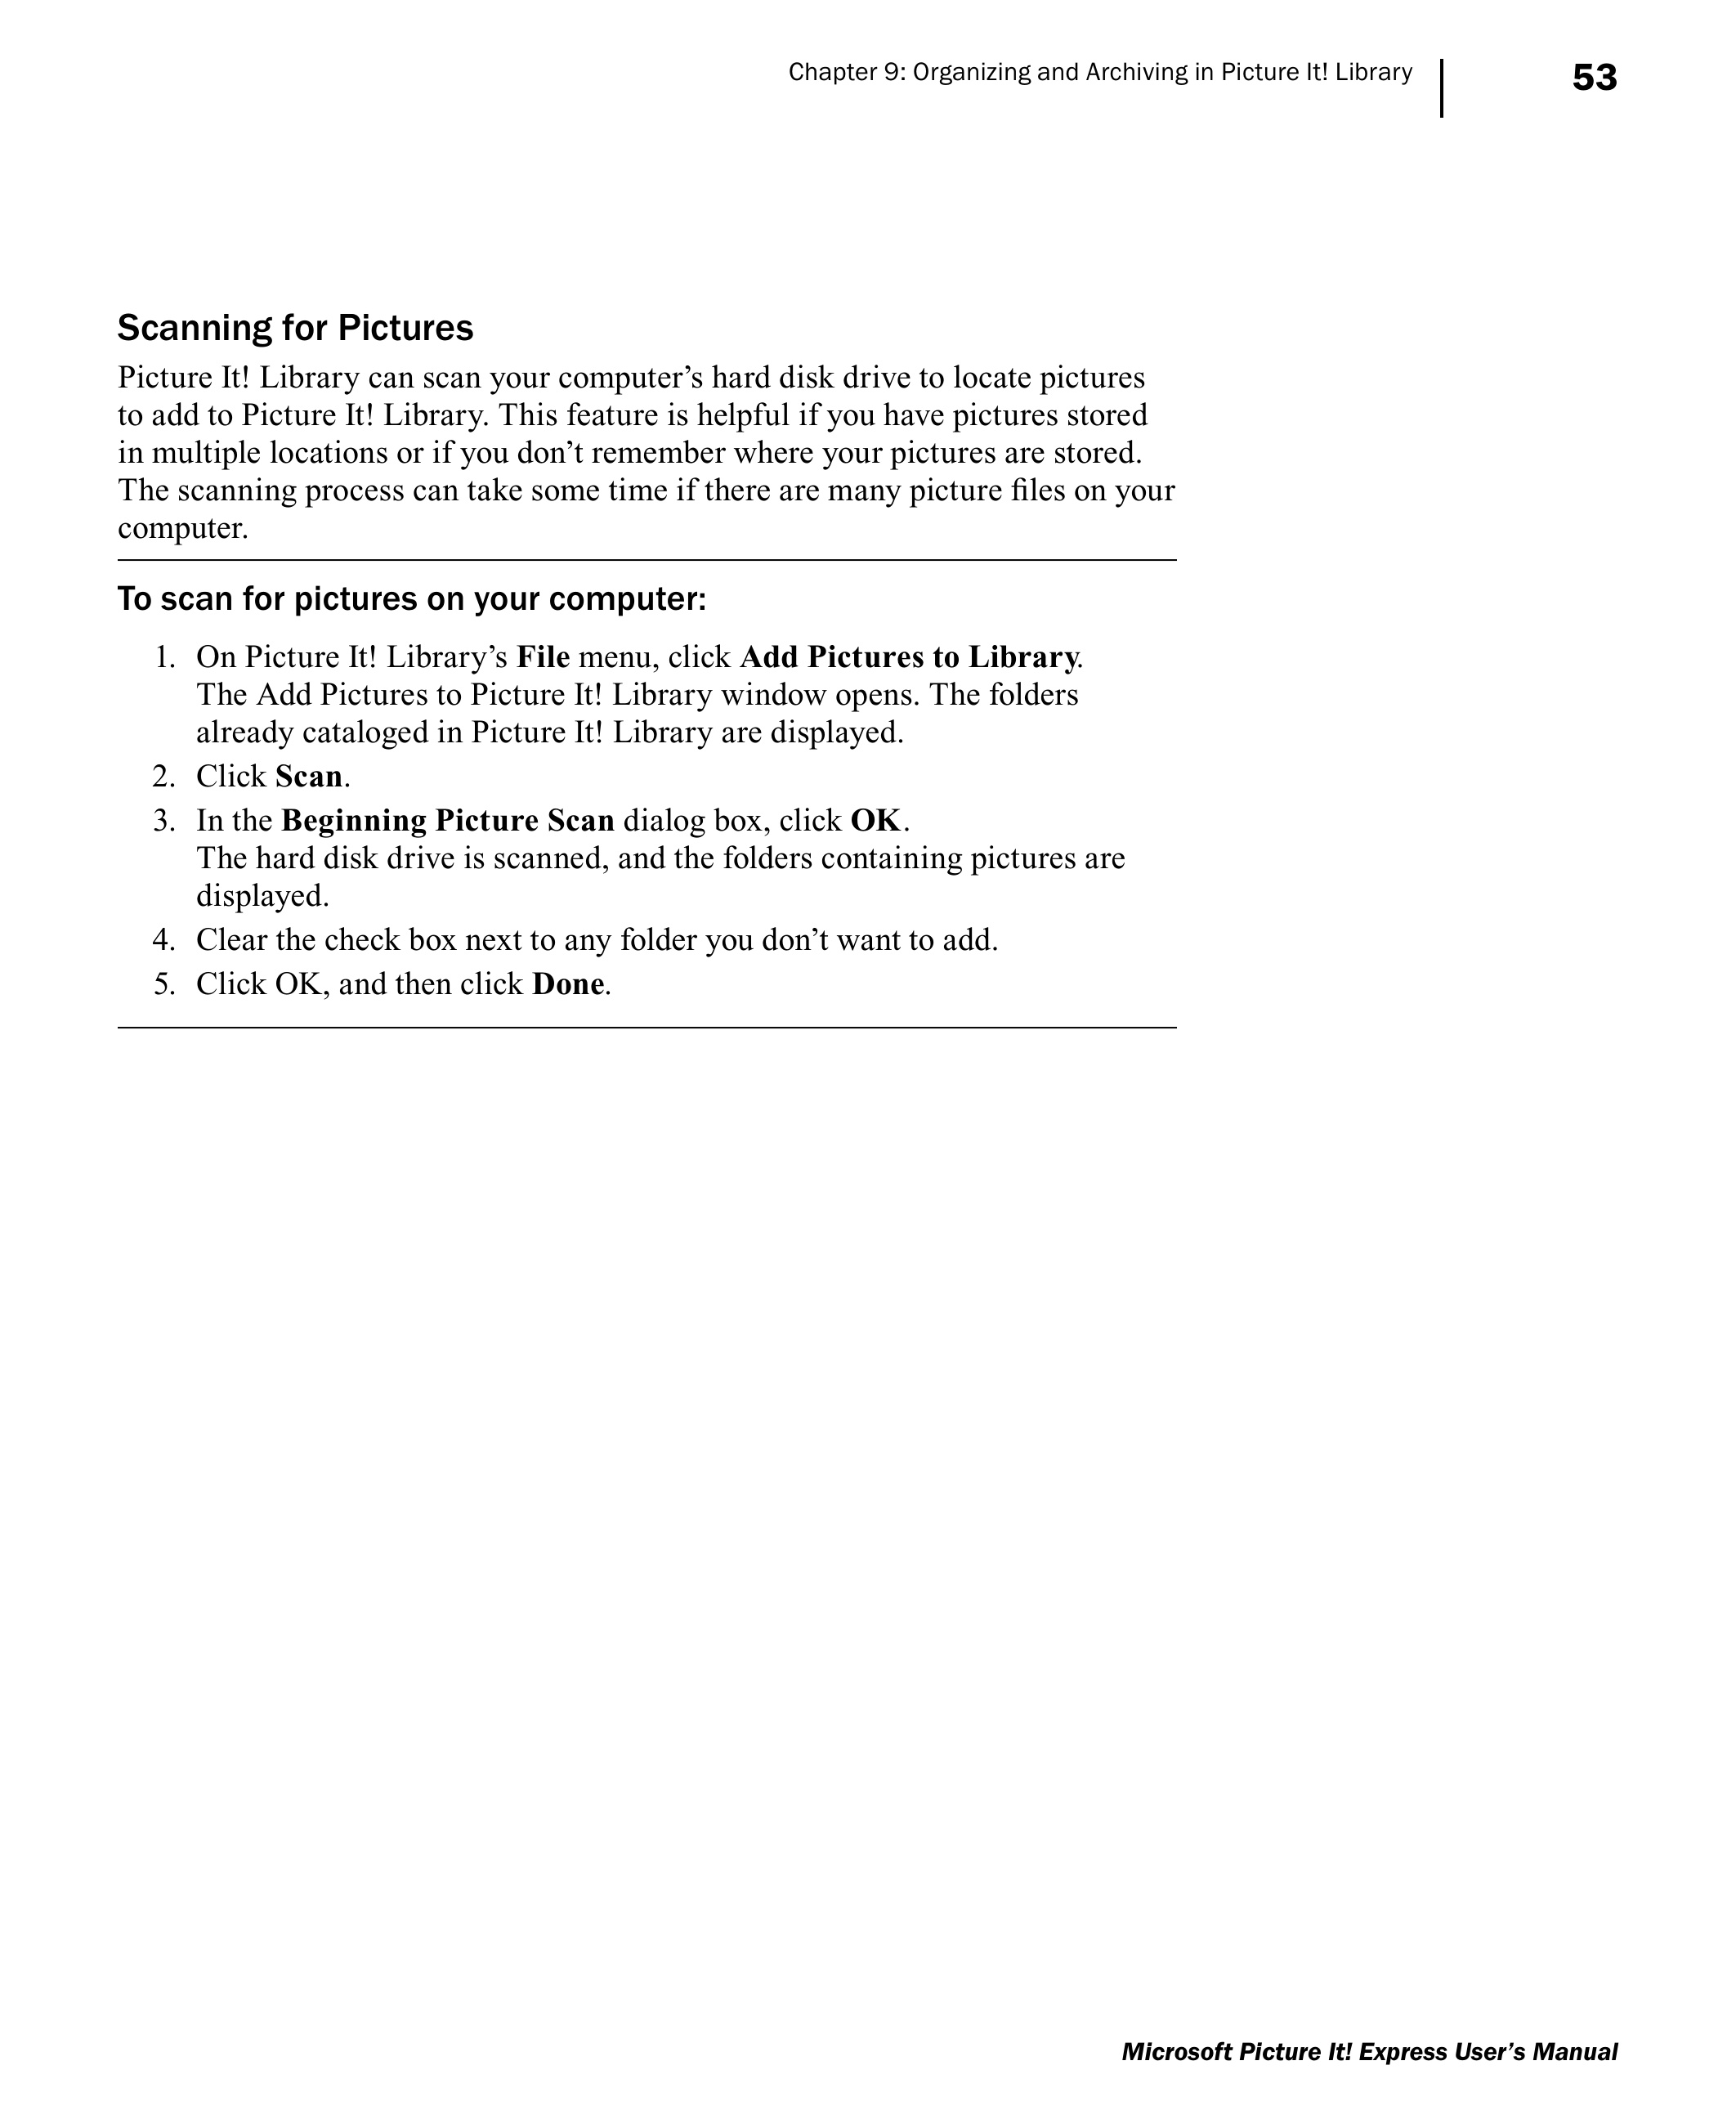 Chapter 9: Organizing and Archiving in Picture It! Library
53
Scanning for Pictures
Picture It! Library can scan your computer’s hard disk drive to locate pictures
to add to Picture It! Library. This feature is helpful if you have pictures stored
in multiple locations or if you don’t remember where your pictures are stored.
The scanning process can take some time if there are many picture files on your
computer.
To scan for pictures on your computer:
1. On Picture It! Library’s File menu, click Add Pictures to Library.
The Add Pictures to Picture It! Library window opens. The folders
already cataloged in Picture It! Library are displayed.
2. Click Scan.
3. In the Beginning Picture Scan dialog box, click OK.
The hard disk drive is scanned, and the folders containing pictures are
displayed.
4. Clear the check box next to any folder you don’t want to add.
5. Click OK, and then click Done.
Microsoft Picture It! Express User’s Manual